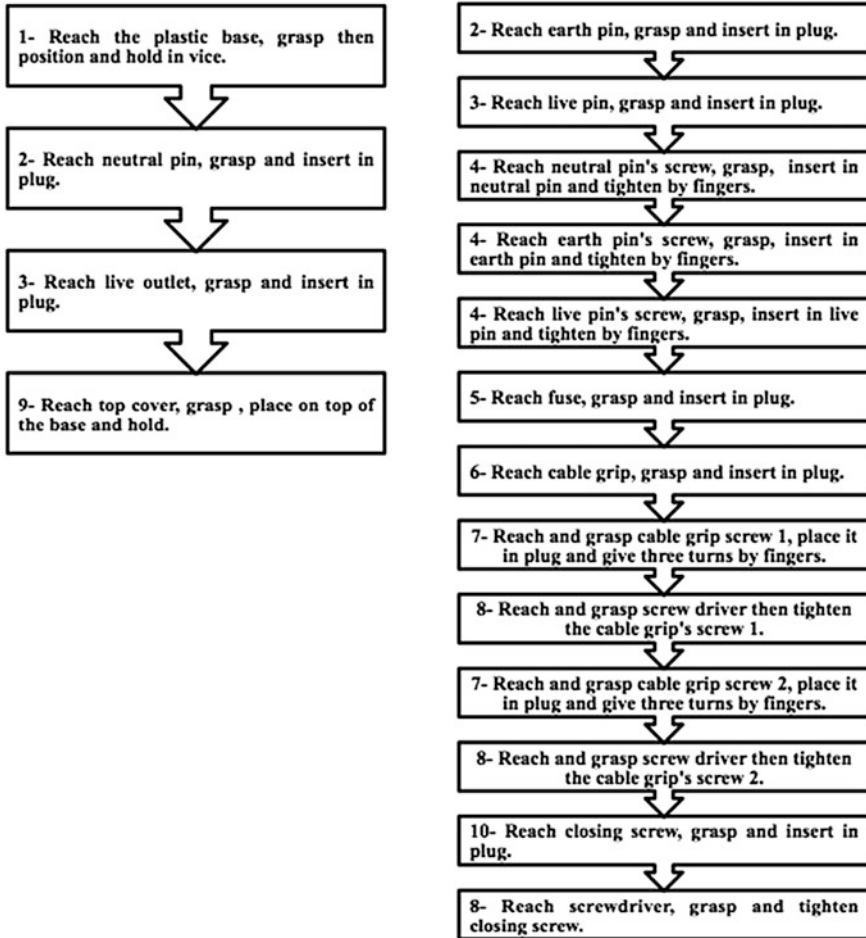 1- Reach the plastic base, grasp then
position and hold in vice.
2- Reach neutral pin, grasp and insert in
plug.
3- Reach live outlet, grasp and insert in
plug.
9- Reach top cover, grasp , place on top of
the base and hold.
2- Reach earth pin, grasp and insert in plug.
3- Reach live pin, grasp and insert in plug.
4- Reach neutral pin's screw, grasp, insert in
neutral pin and tighten by fingers.
4- Reach earth pin's screw, grasp, insert in
earth pin and tighten by fingers.
4- Reach live pin's screw, grasp, insert in live
pin and tighten by fingers.
5- Reach fuse, grasp and insert in plug.
6- Reach cable grip, grasp and insert in plug.
7- Reach and grasp cable grip screw 1, place it
in plug and give three turns by fingers.
8- Reach and grasp screw driver then tighten
the cable grip's screw 1.
7- Reach and grasp cable grip screw 2, place it
in plug and give three turns by fingers.
8- Reach and grasp screw driver then tighten
the cable grip's screw 2.
10- Reach closing screw, grasp and insert in
plug.
8- Reach screwdriver, grasp and tighten
closing screw.